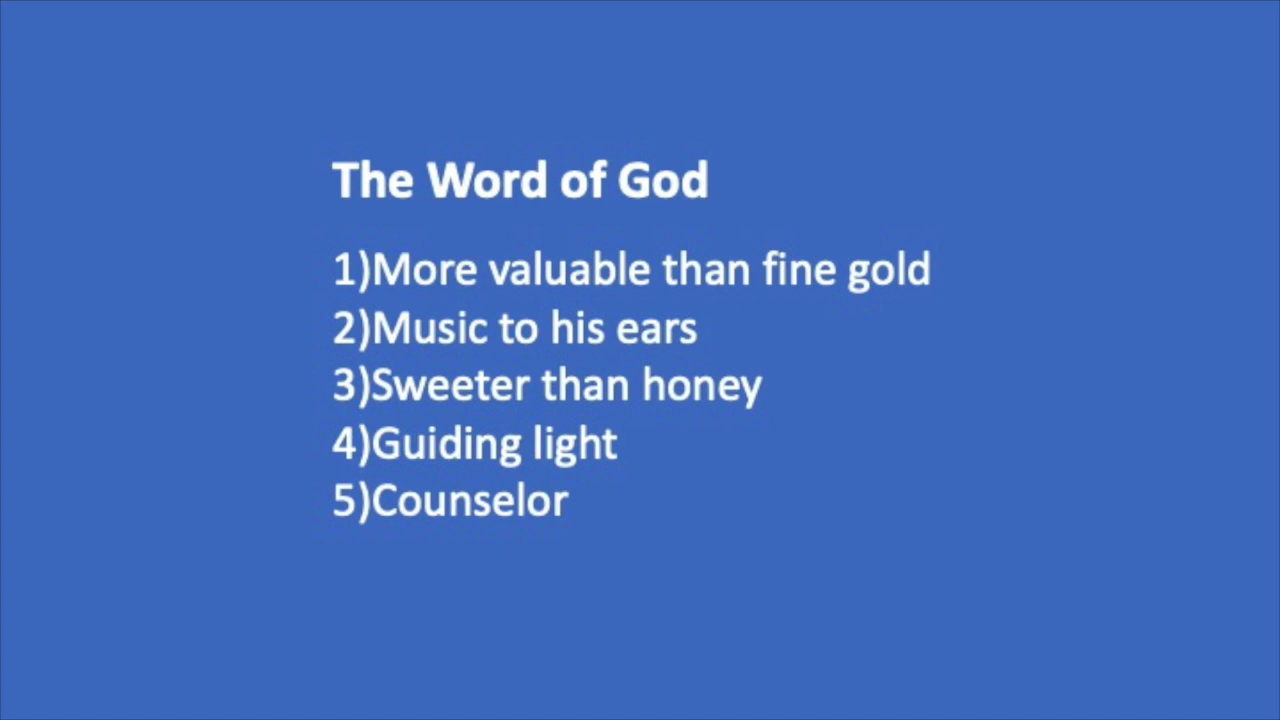 The Word of God
1)More valuable than fine gold
2)Music to his ears
3)Sweeter than honey
4)Guiding light
5)Counselor